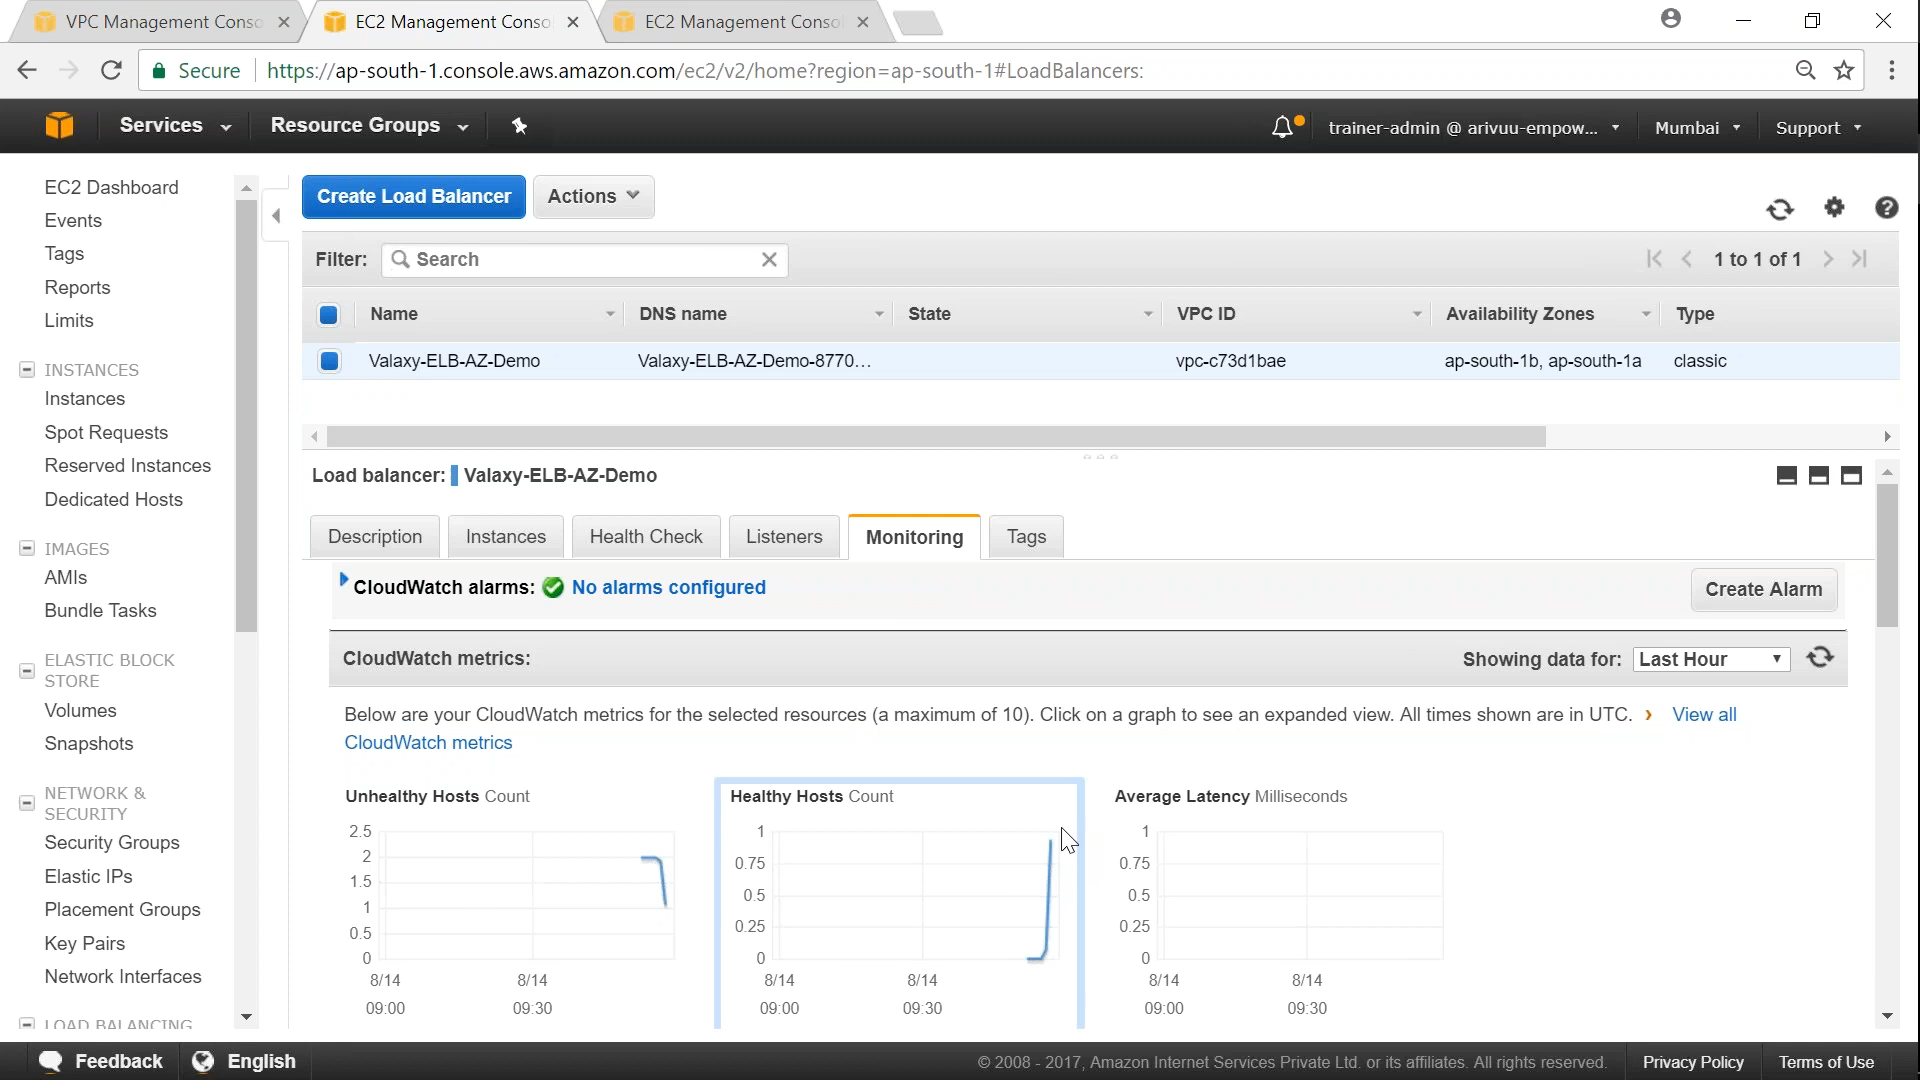 VPC Management Conso
EC2 Management Conso
EC2 Management Conso
Secure
https://ap-south-1.console.aws.amazon.com/ec2/v2/home?region=ap-south-1#LoadBalancers:
Services
Resource Groups
trainer-admin @ arivuu-empow...
Mumbai
Support
EC2 Dashboard
Events
Tags
Reports
Limits
INSTANCES
Instances
Spot Requests
Reserved Instances
Dedicated Hosts
IMAGES
AMIs
Bundle Tasks
ELASTIC BLOCK
STORE
Volumes
Snapshots
NETWORK &
SECURITY
Security Groups
Elastic IPs
Placement Groups
Key Pairs
Network Interfaces
LOAD BALANCING
Create Load Balancer
Actions
Filter:
Search
1 to 1 of 1
Name DNS name State VPC ID Availability Zones Type
Valaxy-ELB-AZ-Demo Valaxy-ELB-AZ-Demo-8770... vpc-c73d1bae ap-south-1b, ap-south-1a classic
Load balancer: Valaxy-ELB-AZ-Demo
Description Instances Health Check Listeners Monitoring Tags
CloudWatch alarms: No alarms configured
Create Alarm
CloudWatch metrics:
Showing data for: Last Hour
Below are your CloudWatch metrics for the selected resources (a maximum of 10). Click on a graph to see an expanded view. All times shown are in UTC. › View all
CloudWatch metrics
Unhealthy Hosts Count
2.5
2
1.5
1
0.5
0
8/14 8/14
09:00 09:30
Healthy Hosts Count
1
0.75
0.5
0.25
0
8/14 8/14
09:00 09:30
Average Latency Milliseconds
1
0.75
0.5
0.25
0
8/14 8/14
09:00 09:30
Feedback
English
© 2008 - 2017, Amazon Internet Services Private Ltd. or its affiliates. All rights reserved.
Privacy Policy
Terms of Use